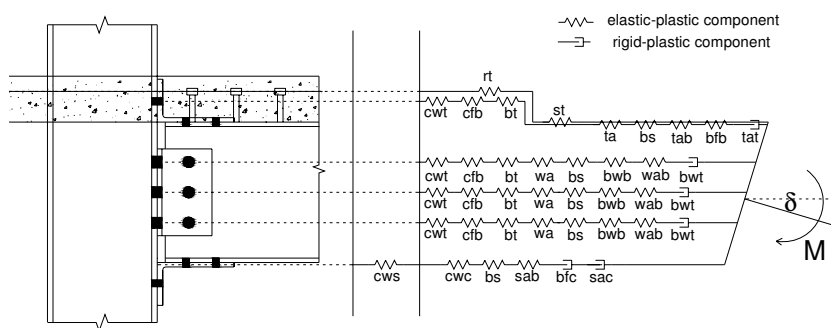 elastic-plastic component
rigid-plastic component
rt
cwt cfb bt st
ta bs tab bfb tat
cwt cfb bt wa bs bwb wab bwt
cwt cfb bt wa bs bwb wab bwt
cwt cfb bt wa bs bwb wab bwt
δ
M
cws cwc bs sab bfc sac